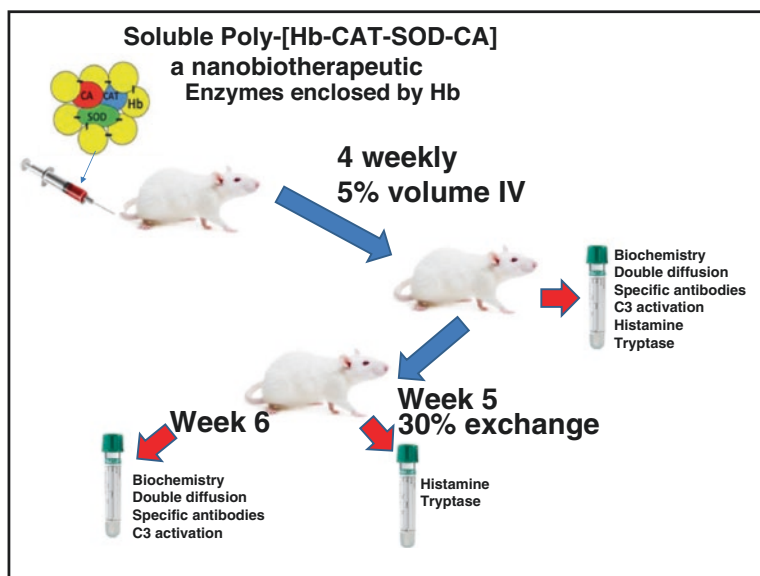 Soluble Poly-[Hb-CAT-SOD-CA]
a nanobiotherapeutic
Enzymes enclosed by Hb
CA
CAT
Hb
SOD
4 weekly
5% volume IV
Biochemistry
Double diffusion
Specific antibodies
C3 activation
Histamine
Tryptase
Week 5
30% exchange
Week 6
Histamine
Tryptase
Biochemistry
Double diffusion
Specific antibodies
C3 activation